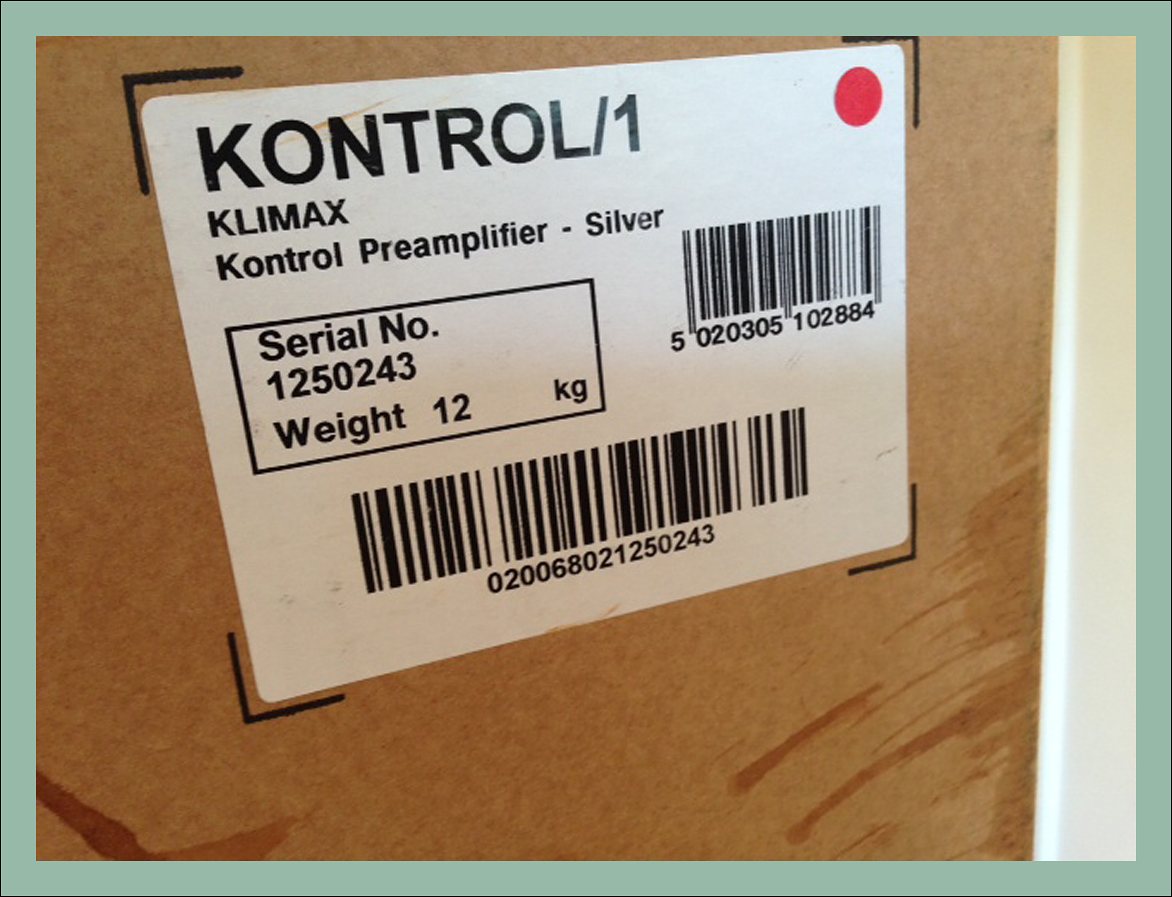 KONTROL/1
KLIMAX
Kontrol Preamplifier - Silver
5 020305 102884
Serial No.
1250243
Weight 12 kg
020068021250243